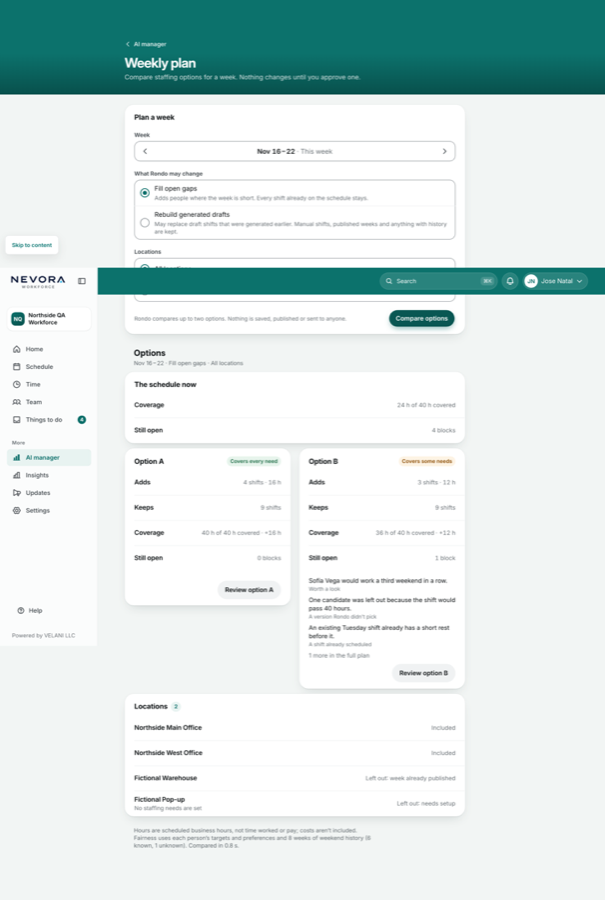 AI manager
Weekly plan
Compare staffing options for a week. Nothing changes until you approve one.
Plan a week
Week
Nov 16–22 · This week
What Rondo may change
Fill open gaps
Adds people where the week is short. Every shift already on the schedule stays.
Rebuild generated drafts
May replace draft shifts that were generated earlier. Manual shifts, published weeks and anything with history
are kept.
Locations
Skip to content
NEVORA
WORKFORCE
Search
⌘K
JN
Jose Natal
NQ
Northside QA
Workforce
Home
Schedule
Time
Team
Things to do
4
More
AI manager
Insights
Updates
Settings
Help
Powered by VELANI LLC
Rondo compares up to two options. Nothing is saved, published or sent to anyone.
Compare options
Options
Nov 16–22 · Fill open gaps · All locations
The schedule now
Coverage
24 h of 40 h covered
Still open
4 blocks
Option A
Covers every need
Adds
4 shifts · 16 h
Keeps
9 shifts
Coverage
40 h of 40 h covered · +16 h
Still open
0 blocks
Review option A
Option B
Covers some needs
Adds
3 shifts · 12 h
Keeps
9 shifts
Coverage
36 h of 40 h covered · +12 h
Still open
1 block
Sofía Vega would work a third weekend in a row.
Worth a look
One candidate was left out because the shift would
pass 40 hours.
A version Rondo didn't pick
An existing Tuesday shift already has a short rest
before it.
A shift already scheduled
1 more in the full plan
Review option B
Locations
2
Northside Main Office
Included
Northside West Office
Included
Fictional Warehouse
Left out: week already published
Fictional Pop-up
No staffing needs are set
Left out: needs setup
Hours are scheduled business hours, not time worked or pay; costs aren't included.
Fairness uses each person's targets and preferences and 8 weeks of weekend history (8
known, 1 unknown). Compared in 0.8 s.